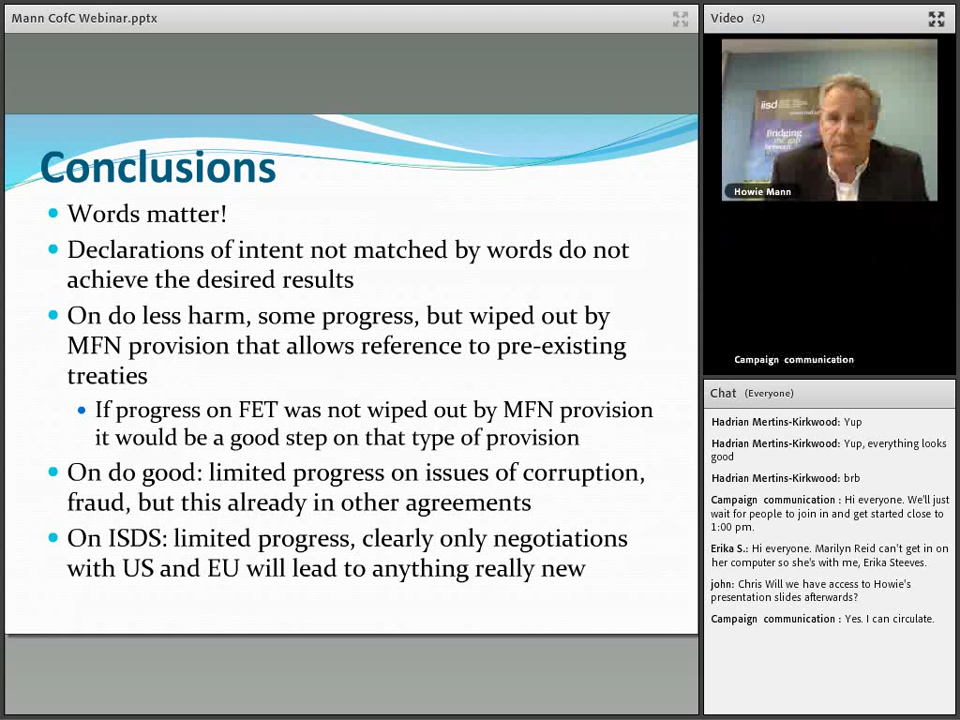 Mann CofC Webinar.pptx
Conclusions
Words matter!
Declarations of intent not matched by words do not
achieve the desired results
On do less harm, some progress, but wiped out by
MFN provision that allows reference to pre-existing
treaties
If progress on FET was not wiped out by MFN provision
it would be a good step on that type of provision
On do good: limited progress on issues of corruption,
fraud, but this already in other agreements
On ISDS: limited progress, clearly only negotiations
with US and EU will lead to anything really new
Video (2)
iisd
Bridging
Howie Mann
Campaign communication
Chat (Everyone)
Hadrian Mertins-Kirkwood: Yup
Hadrian Mertins-Kirkwood: Yup, everything looks
good
Hadrian Mertins-Kirkwood: brb
Campaign communication : Hi everyone. We'll just
wait for people to join in and get started close to
1:00 pm.
Erika S.: Hi everyone. Marilyn Reid can't get in on
her computer so she's with me, Erika Steeves.
john: Chris Will we have access to Howie's
presentation slides afterwards?
Campaign communication : Yes. I can circulate.